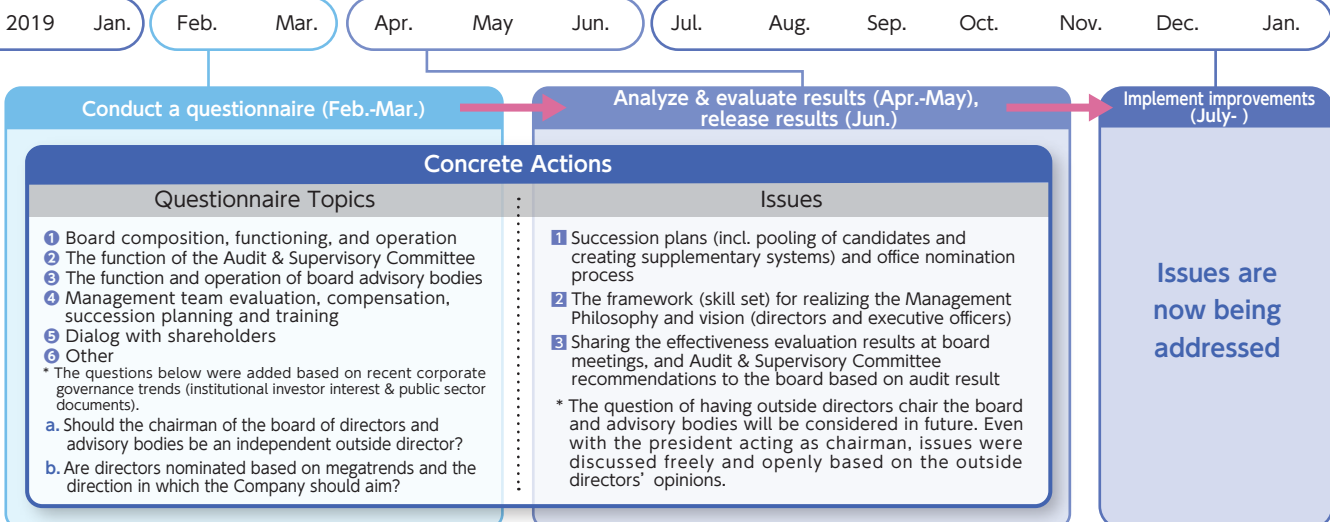 2019 Jan. Feb. Mar. Apr. May Jun. Jul. Aug. Sep. Oct. Nov. Dec. Jan.
Conduct a questionnaire (Feb.-Mar.)
Analyze & evaluate results (Apr.-May),
release results (Jun.)
Implement improvements
(July- )
Concrete Actions
Questionnaire Topics
❶ Board composition, functioning, and operation
❷ The function of the Audit & Supervisory Committee
❸ The function and operation of board advisory bodies
❹ Management team evaluation, compensation,
succession planning and training
❺ Dialog with shareholders
❻ Other
* The questions below were added based on recent corporate
governance trends (institutional investor interest & public sector
documents).
a. Should the chairman of the board of directors and
advisory bodies be an independent outside director?
b. Are directors nominated based on megatrends and the
direction in which the Company should aim?
Issues
1 Succession plans (incl. pooling of candidates and
creating supplementary systems) and office nomination
process
2 The framework (skill set) for realizing the Management
Philosophy and vision (directors and executive officers)
3 Sharing the effectiveness evaluation results at board
meetings, and Audit & Supervisory Committee
recommendations to the board based on audit result
* The question of having outside directors chair the board
and advisory bodies will be considered in future. Even
with the president acting as chairman, issues were
discussed freely and openly based on the outside
directors' opinions.
Issues are
now being
addressed